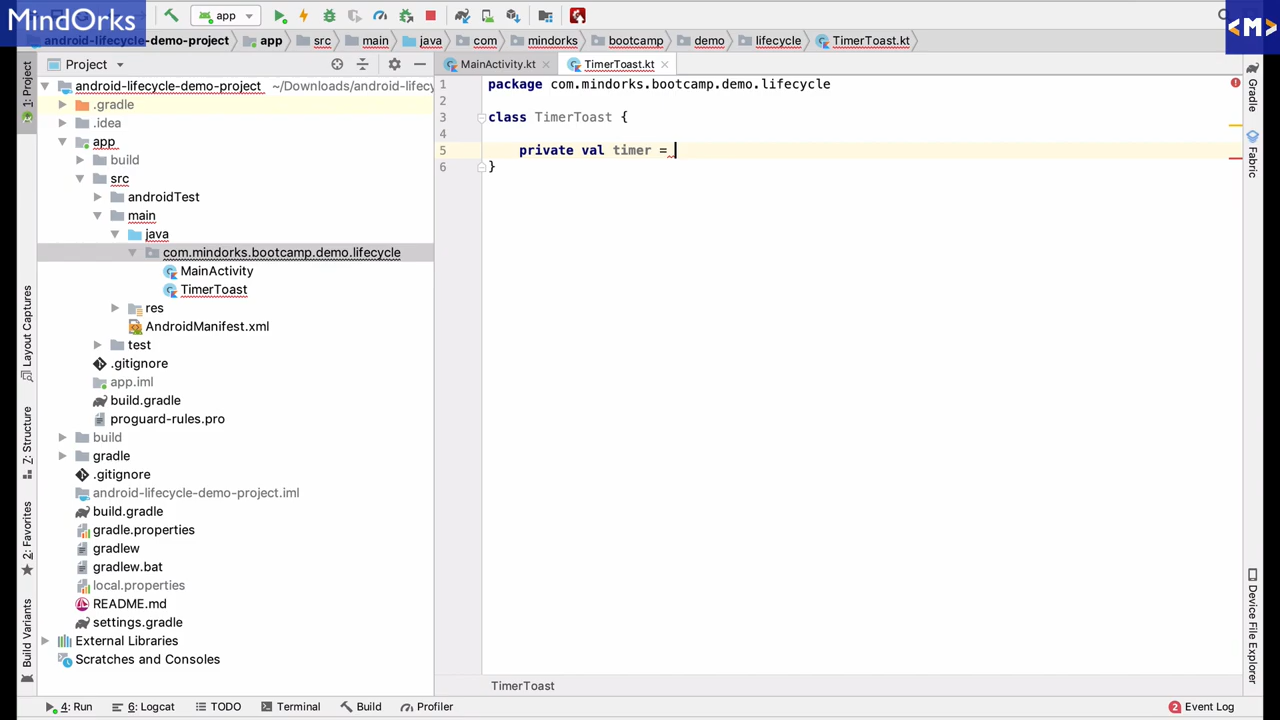 MindOrks
app
<M>
android-lifecycle-demo-project app src main java com mindorks bootcamp demo lifecycle TimerToast.kt
1: Project
Project
MainActivity.kt
TimerToast.kt
Gradle
Fabric
android-lifecycle-demo-project ~/Downloads/android-lifecy
.gradle
.idea
app
build
src
androidTest
main
java
com.mindorks.bootcamp.demo.lifecycle
MainActivity
TimerToast
res
AndroidManifest.xml
test
.gitignore
app.iml
build.gradle
proguard-rules.pro
build
gradle
.gitignore
android-lifecycle-demo-project.iml
build.gradle
gradle.properties
gradlew
gradlew.bat
local.properties
README.md
settings.gradle
External Libraries
Scratches and Consoles
Layout Captures
7: Structure
2: Favorites
Build Variants
1 package com.mindorks.bootcamp.demo.lifecycle
2
3 class TimerToast {
4
5 private val timer =
6 }
Device File Explorer
TimerToast
4: Run
6: Logcat
TODO
Terminal
Build
Profiler
2 Event Log